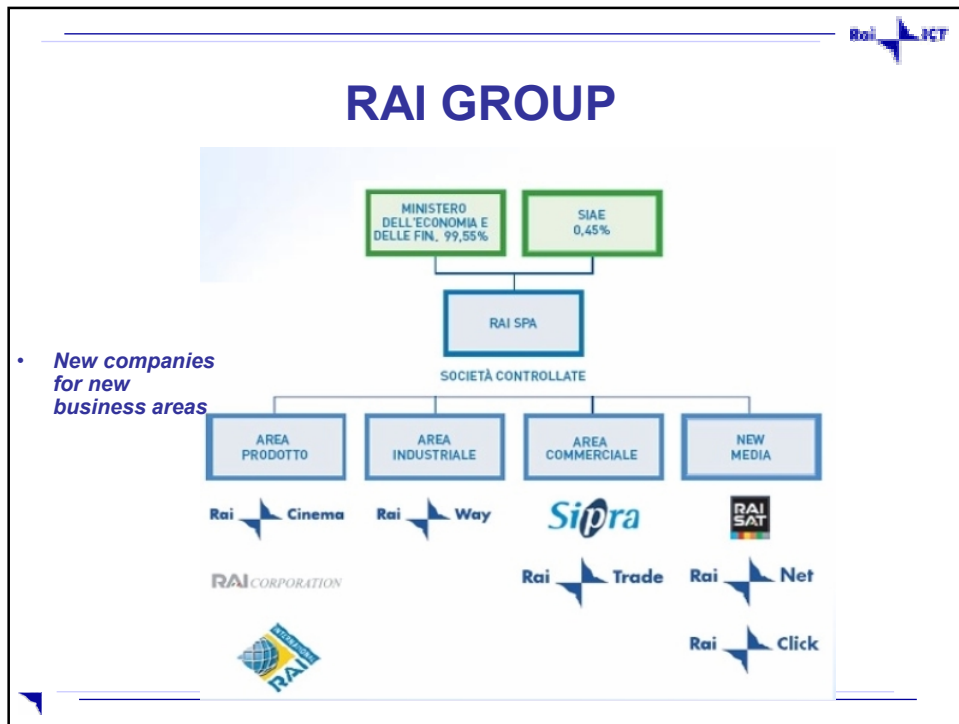 Rai ICT
RAI GROUP
MINISTERO
DELL'ECONOMIA E
DELLE FIN., 99,55%
SIAE
0,45%
RAI SPA
• New companies
for new
business areas
SOCIETÀ CONTROLLATE
AREA
PRODOTTO
AREA
INDUSTRIALE
AREA
COMMERCIALE
NEW
MEDIA
Rai Cinema
Rai Way
Sipra
RAI
SAT
RAI CORPORATION
Rai Trade
Rai Net
INTERNATIONAL
RAI
Rai Click